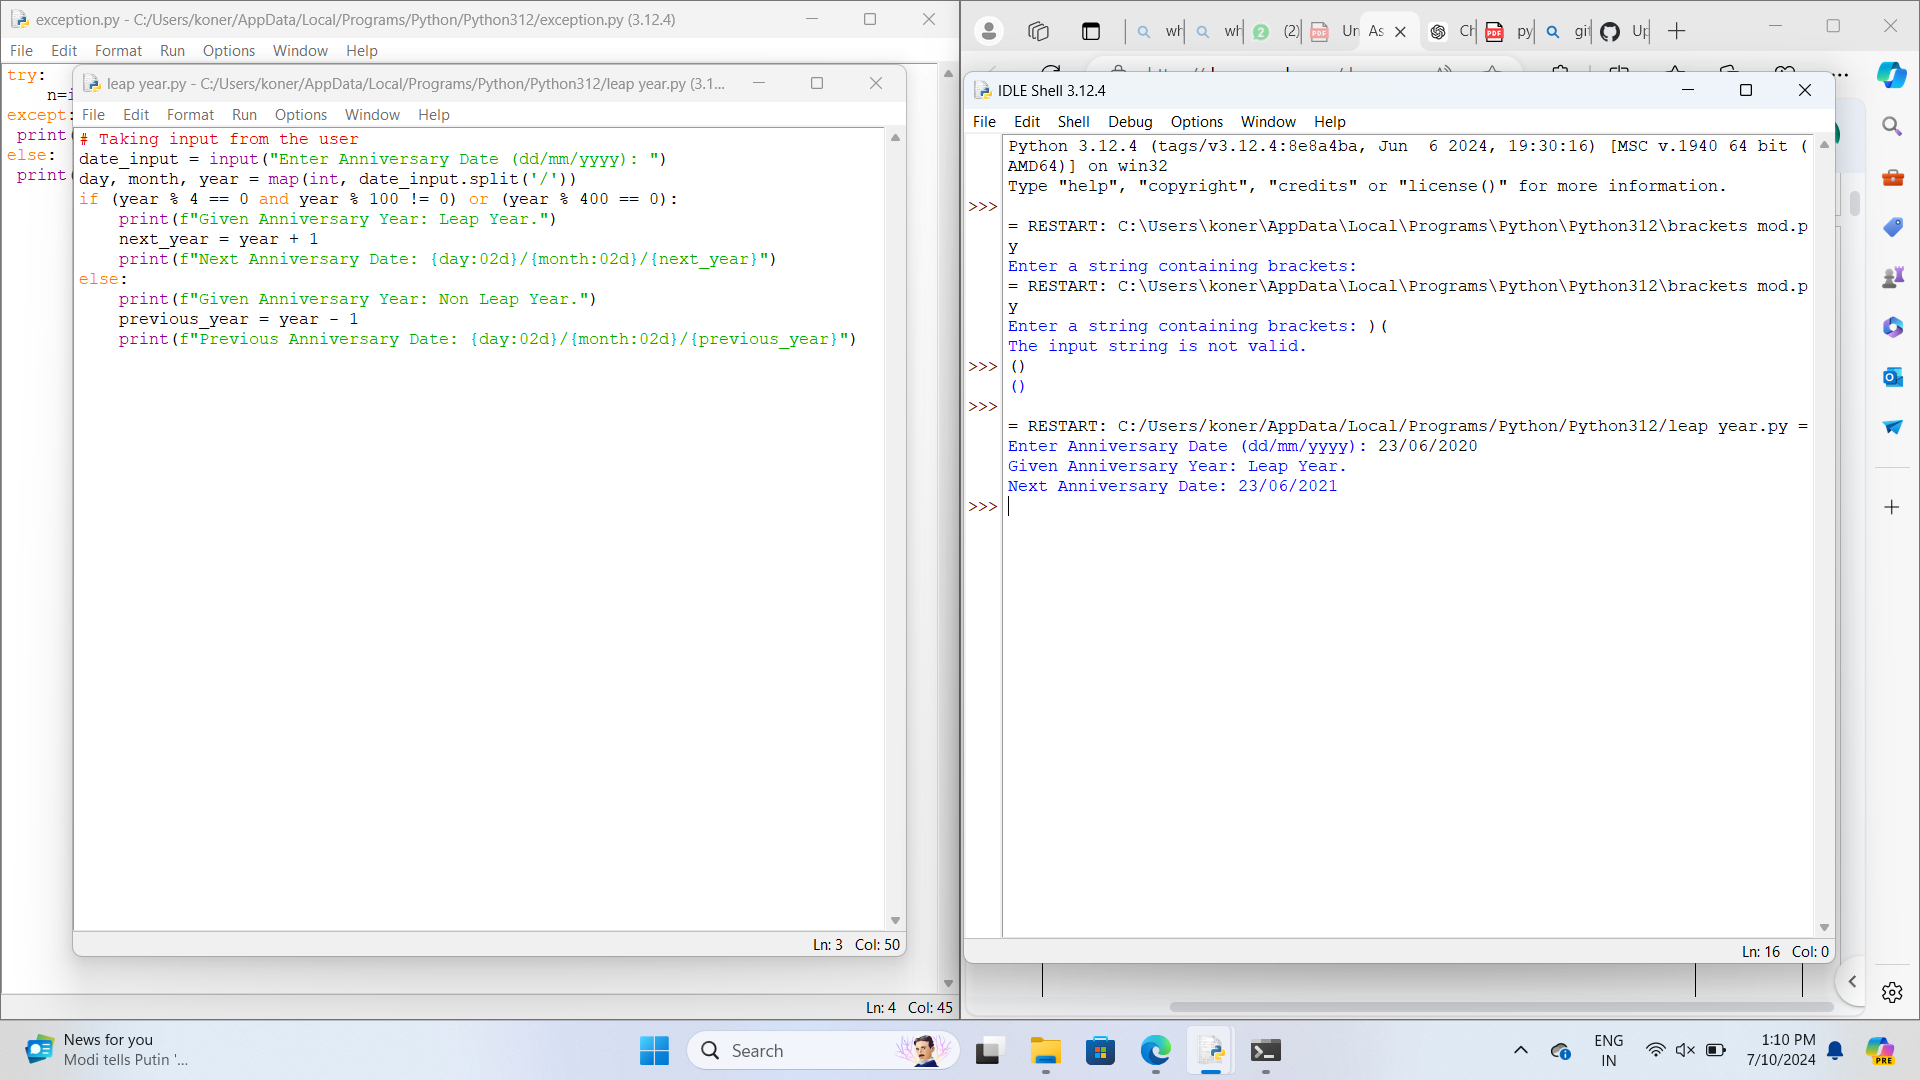 exception.py - C:/Users/koner/AppData/Local/Programs/Python/Python312/exception.py (3.12.4)
File Edit Format Run Options Window Help
try:
n=i
except:
print(
else:
print(
Ln: 4 Col: 45
leap year.py - C:/Users/koner/AppData/Local/Programs/Python/Python312/leap year.py (3.1...
File Edit Format Run Options Window Help
# Taking input from the user
date_input = input("Enter Anniversary Date (dd/mm/yyyy): ")
day, month, year = map(int, date_input.split('/'))
if (year % 4 == 0 and year % 100 != 0) or (year % 400 == 0):
    print(f"Given Anniversary Year: Leap Year.")
    next_year = year + 1
    print(f"Next Anniversary Date: {day:02d}/{month:02d}/{next_year}")
else:
    print(f"Given Anniversary Year: Non Leap Year.")
    previous_year = year - 1
    print(f"Previous Anniversary Date: {day:02d}/{month:02d}/{previous_year}")
Ln: 3 Col: 50
wh wh (2) Un As Ch py git Up
IDLE Shell 3.12.4
File Edit Shell Debug Options Window Help
Python 3.12.4 (tags/v3.12.4:8e8a4ba, Jun  6 2024, 19:30:16) [MSC v.1940 64 bit (
AMD64)] on win32
Type "help", "copyright", "credits" or "license()" for more information.
>>>
= RESTART: C:\Users\koner\AppData\Local\Programs\Python\Python312\brackets mod.p
y
Enter a string containing brackets:
= RESTART: C:\Users\koner\AppData\Local\Programs\Python\Python312\brackets mod.p
y
Enter a string containing brackets: )(
The input string is not valid.
>>> ()
()
>>>
= RESTART: C:/Users/koner/AppData/Local/Programs/Python/Python312/leap year.py =
Enter Anniversary Date (dd/mm/yyyy): 23/06/2020
Given Anniversary Year: Leap Year.
Next Anniversary Date: 23/06/2021
>>>
Ln: 16 Col: 0
News for you
Modi tells Putin '...
Search
ENG
IN
1:10 PM
7/10/2024
PRE